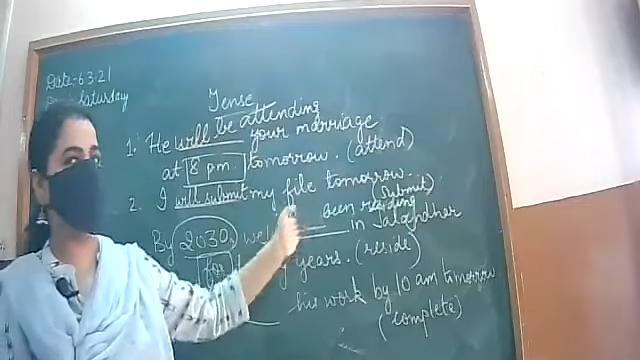 Date:-6.3.21
Saturday
Tense
1. He will be attending your marriage
at 8 pm. tomorrow. (attend)
2. I will submit my file tomorrow.
(Submit)
By 2030, we been residing in Jalandhar
for years. (reside)
his work by 10 am tomorrow
(complete)